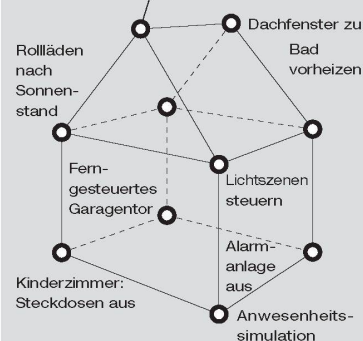 Dachfenster zu
Rollläden
nach
Sonnen-
stand
Bad
vorheizen
Fern-
gesteuertes
Garagentor
Lichtszenen
steuern
Alarm-
anlage
aus
Kinderzimmer:
Steckdosen aus
Anwesenheits-
simulation